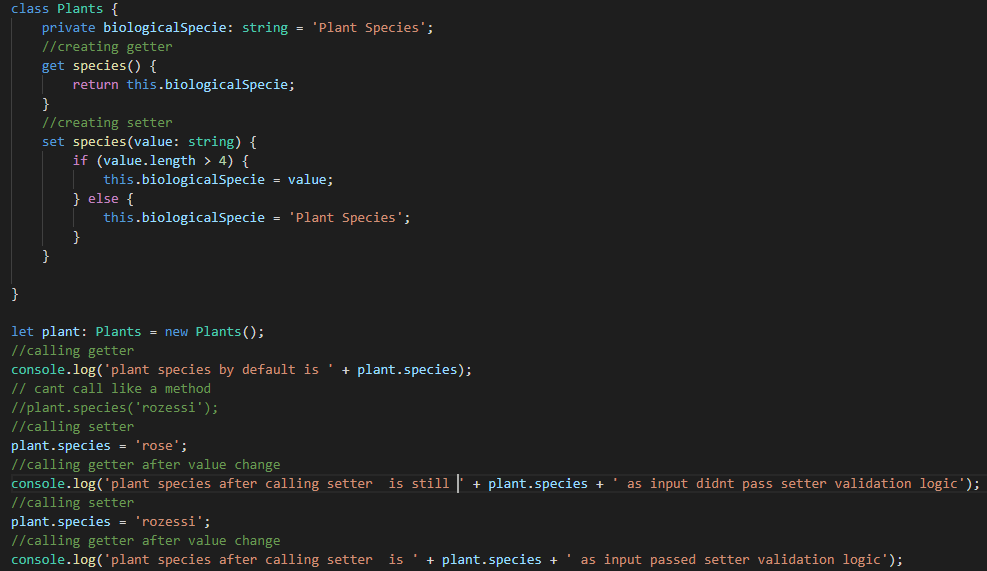 class Plants {
    private biologicalSpecie: string = 'Plant Species';
    //creating getter
    get species() {
        return this.biologicalSpecie;
    }
    //creating setter
    set species(value: string) {
        if (value.length > 4) {
            this.biologicalSpecie = value;
        } else {
            this.biologicalSpecie = 'Plant Species';
        }
    }

}

let plant: Plants = new Plants();
//calling getter
console.log('plant species by default is ' + plant.species);
// cant call like a method
//plant.species('rozessi');
//calling setter
plant.species = 'rose';
//calling getter after value change
console.log('plant species after calling setter  is still ' + plant.species + ' as input didnt pass setter validation logic');
//calling setter
plant.species = 'rozessi';
//calling getter after value change
console.log('plant species after calling setter  is ' + plant.species + ' as input passed setter validation logic');